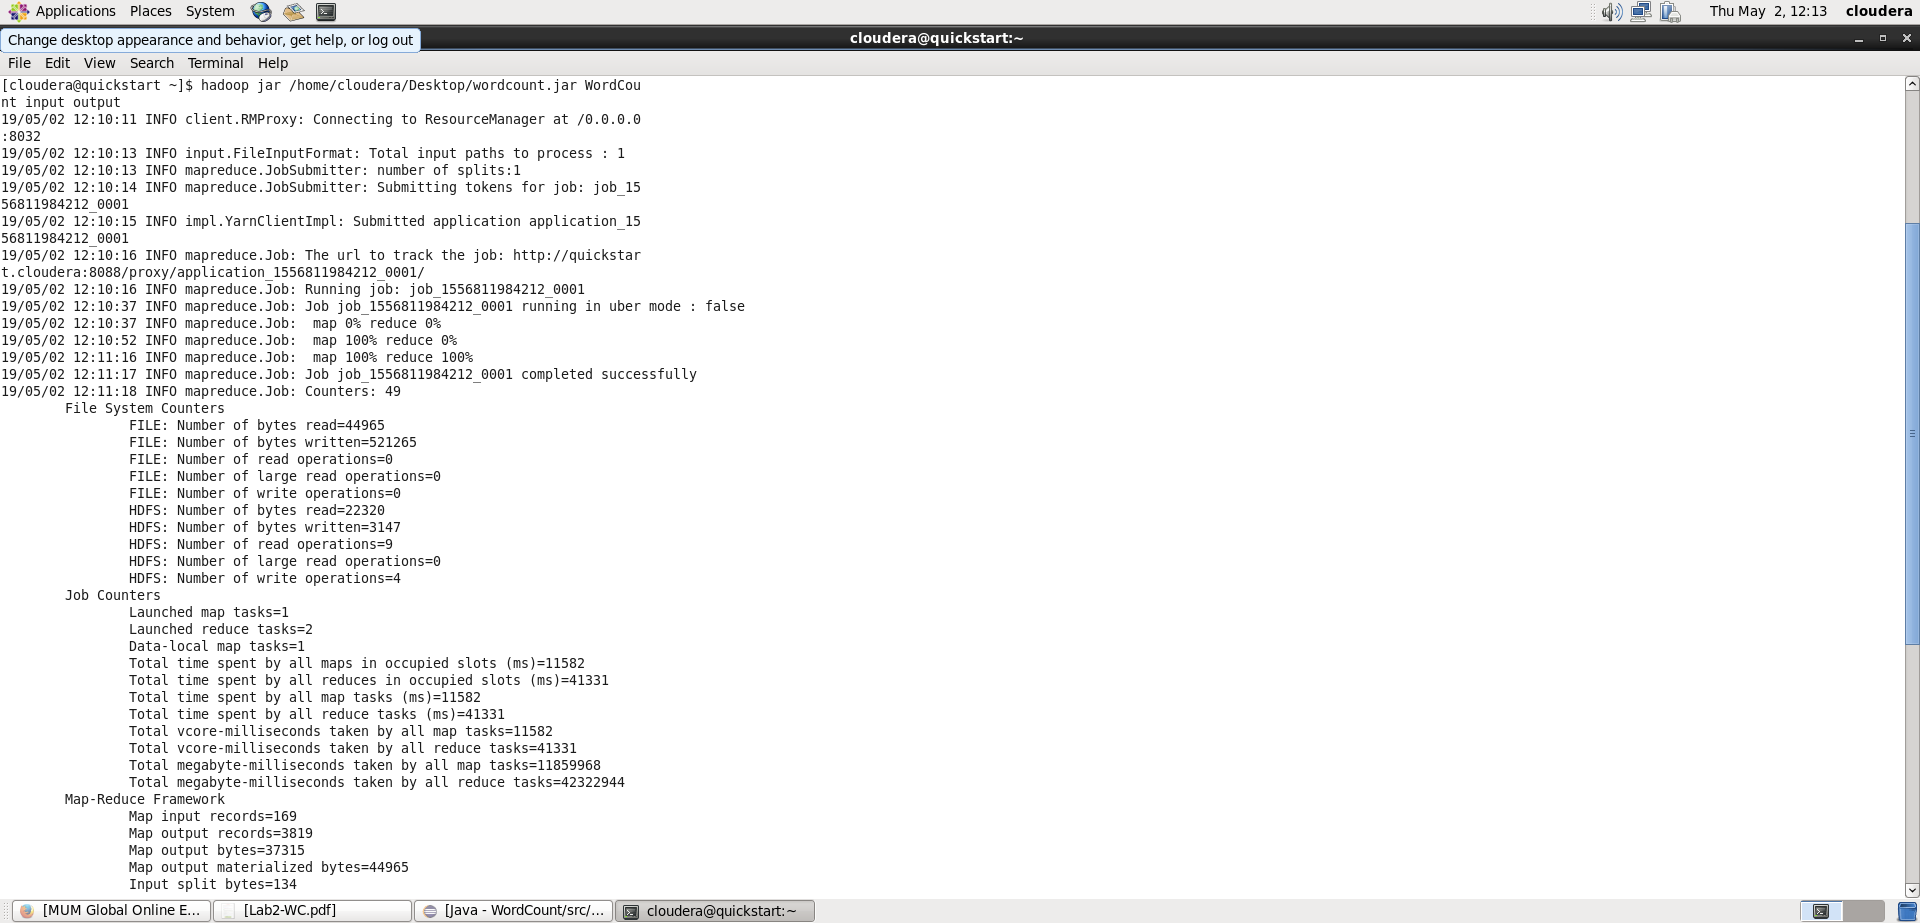 Applications Places System Thu May 2, 12:13 cloudera
Change desktop appearance and behavior, get help, or log out
cloudera@quickstart:~
File Edit View Search Terminal Help
[cloudera@quickstart ~]$ hadoop jar /home/cloudera/Desktop/wordcount.jar WordCou
nt input output
19/05/02 12:10:11 INFO client.RMProxy: Connecting to ResourceManager at /0.0.0.0
:8032
19/05/02 12:10:13 INFO input.FileInputFormat: Total input paths to process : 1
19/05/02 12:10:13 INFO mapreduce.JobSubmitter: number of splits:1
19/05/02 12:10:14 INFO mapreduce.JobSubmitter: Submitting tokens for job: job_15
56811984212_0001
19/05/02 12:10:15 INFO impl.YarnClientImpl: Submitted application application_15
56811984212_0001
19/05/02 12:10:16 INFO mapreduce.Job: The url to track the job: http://quickstar
t.cloudera:8088/proxy/application_1556811984212_0001/
19/05/02 12:10:16 INFO mapreduce.Job: Running job: job_1556811984212_0001
19/05/02 12:10:37 INFO mapreduce.Job: Job job_1556811984212_0001 running in uber mode : false
19/05/02 12:10:37 INFO mapreduce.Job:  map 0% reduce 0%
19/05/02 12:10:52 INFO mapreduce.Job:  map 100% reduce 0%
19/05/02 12:11:16 INFO mapreduce.Job:  map 100% reduce 100%
19/05/02 12:11:17 INFO mapreduce.Job: Job job_1556811984212_0001 completed successfully
19/05/02 12:11:18 INFO mapreduce.Job: Counters: 49
File System Counters
FILE: Number of bytes read=44965
FILE: Number of bytes written=521265
FILE: Number of read operations=0
FILE: Number of large read operations=0
FILE: Number of write operations=0
HDFS: Number of bytes read=22320
HDFS: Number of bytes written=3147
HDFS: Number of read operations=9
HDFS: Number of large read operations=0
HDFS: Number of write operations=4
Job Counters
Launched map tasks=1
Launched reduce tasks=2
Data-local map tasks=1
Total time spent by all maps in occupied slots (ms)=11582
Total time spent by all reduces in occupied slots (ms)=41331
Total time spent by all map tasks (ms)=11582
Total time spent by all reduce tasks (ms)=41331
Total vcore-milliseconds taken by all map tasks=11582
Total vcore-milliseconds taken by all reduce tasks=41331
Total megabyte-milliseconds taken by all map tasks=11859968
Total megabyte-milliseconds taken by all reduce tasks=42322944
Map-Reduce Framework
Map input records=169
Map output records=3819
Map output bytes=37315
Map output materialized bytes=44965
Input split bytes=134
[MUM Global Online E... [Lab2-WC.pdf] [Java - WordCount/src/... cloudera@quickstart:~